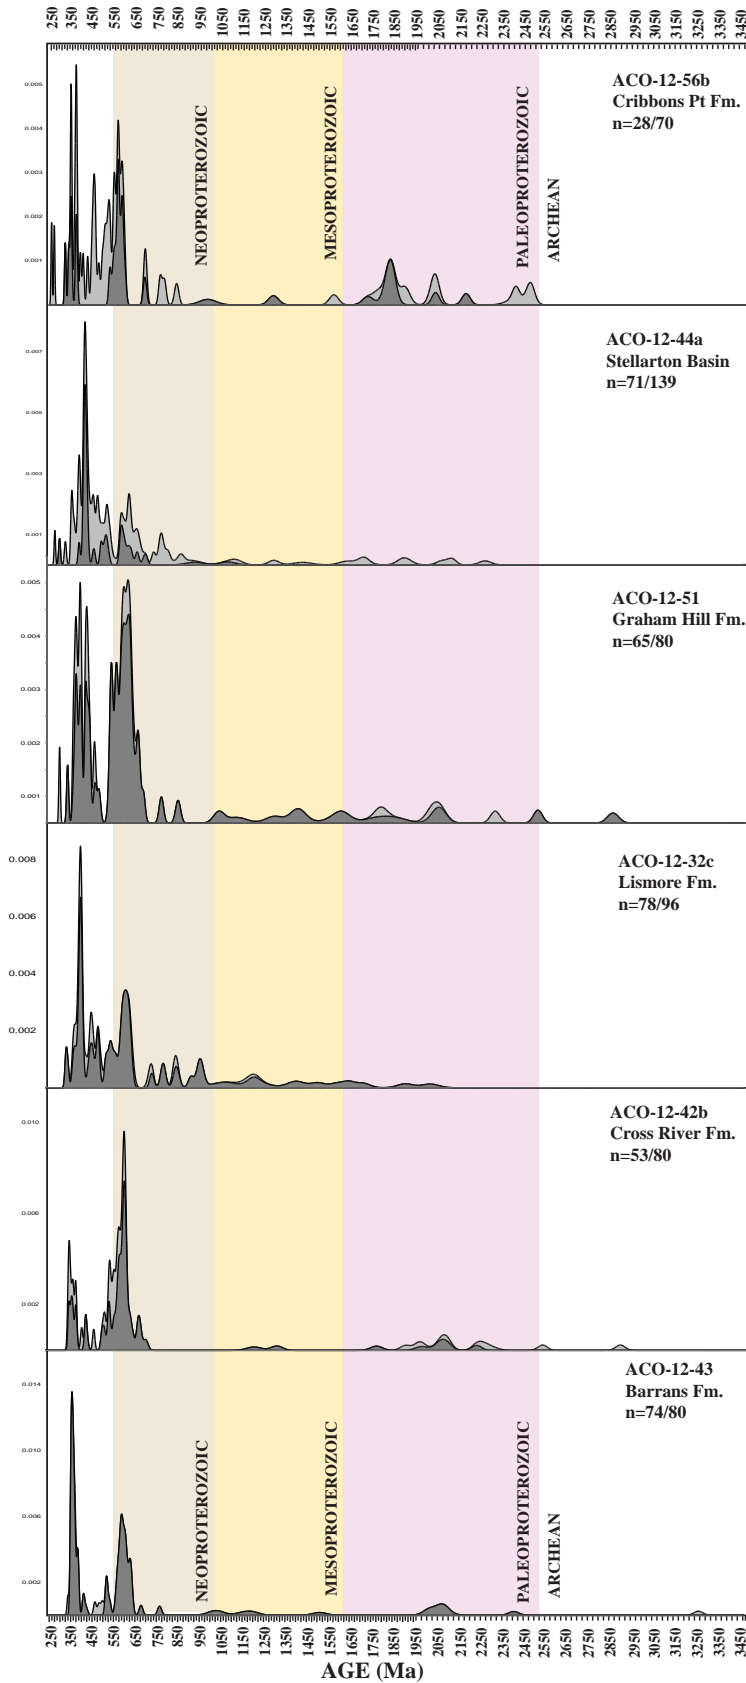 250 350 450 550 650 750 850 950 1050 1150 1250 1350 1450 1550 1650 1750 1850 1950 2050 2150 2250 2350 2450 2550 2650 2750 2850 2950 3050 3150 3250 3350 3450
ACO-12-56b
Cribbons Pt Fm.
n=28/70
0.005
0.004
0.003
0.002
0.001
NEOPROTEROZOIC
MESOPROTEROZOIC
PALEOPROTEROZOIC
ARCHEAN
ACO-12-44a
Stellarton Basin
n=71/139
0.007
0.005
0.003
0.001
ACO-12-51
Graham Hill Fm.
n=65/80
0.005
0.004
0.003
0.002
0.001
ACO-12-32c
Lismore Fm.
n=78/96
0.008
0.006
0.004
0.002
ACO-12-42b
Cross River Fm.
n=53/80
0.010
0.006
0.002
ACO-12-43
Barrans Fm.
n=74/80
0.014
0.010
0.006
0.002
NEOPROTEROZOIC
MESOPROTEROZOIC
PALEOPROTEROZOIC
ARCHEAN
250 350 450 550 650 750 850 950 1050 1150 1250 1350 1450 1550 1650 1750 1850 1950 2050 2150 2250 2350 2450 2550 2650 2750 2850 2950 3050 3150 3250 3350 3450
AGE (Ma)